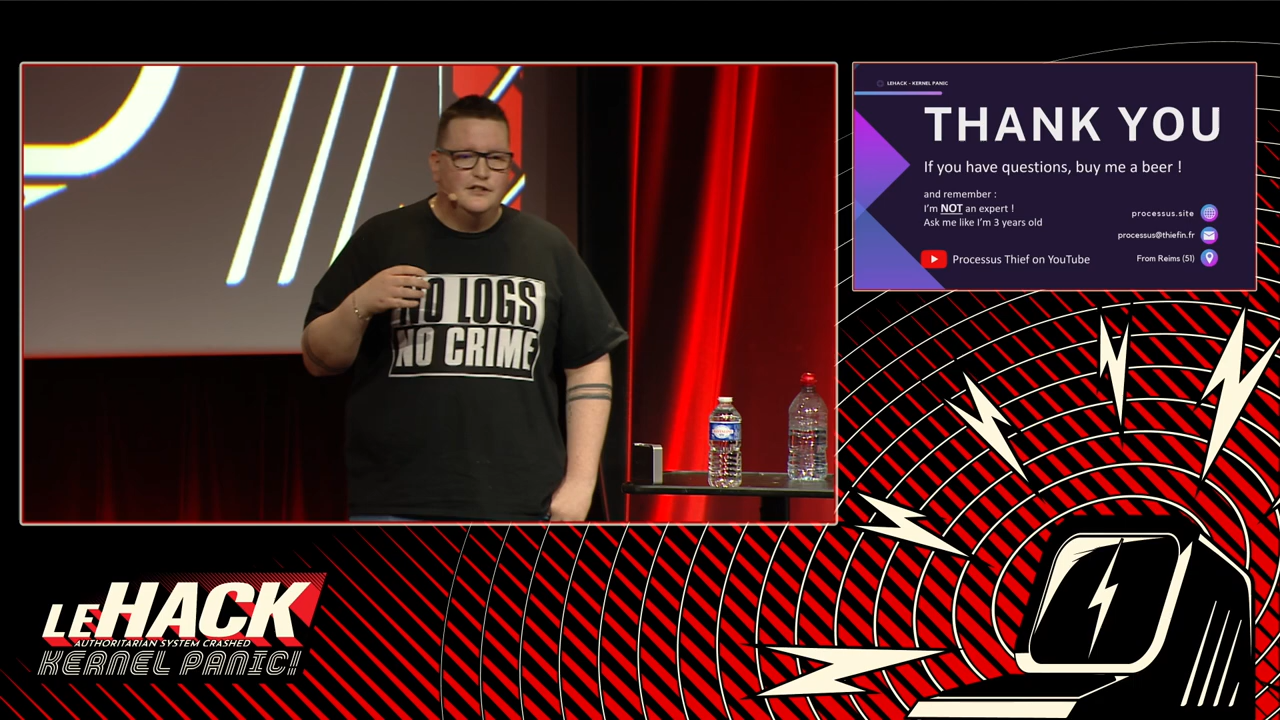 NO LOGS
NO CRIME
LEHACK - KERNEL PANIC
THANK YOU
If you have questions, buy me a beer !
and remember :
I'm NOT an expert !
Ask me like I'm 3 years old
processus.site
processus@thiefin.fr
From Reims (51)
Processus Thief on YouTube
LEHACK
AUTHORITARIAN SYSTEM CRASHED
KERNEL PANIC!